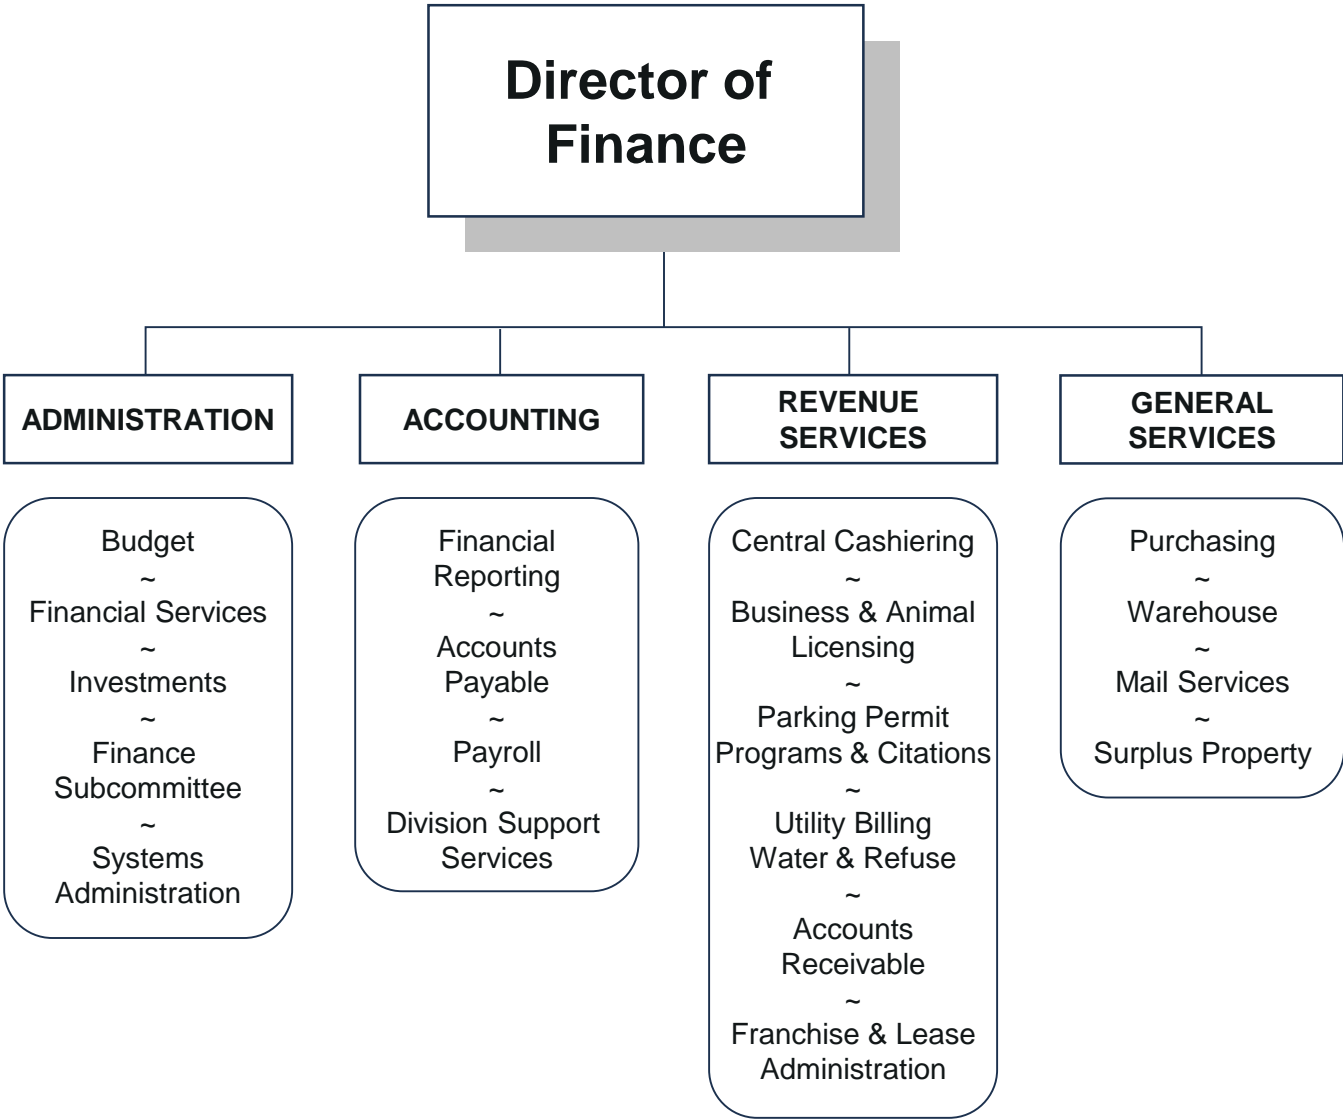 Director of
Finance
ADMINISTRATION
ACCOUNTING
REVENUE
SERVICES
GENERAL
SERVICES
Budget
~
Financial Services
~
Investments
~
Finance
Subcommittee
~
Systems
Administration
Financial
Reporting
~
Accounts
Payable
~
Payroll
~
Division Support
Services
Central Cashiering
~
Business & Animal
Licensing
~
Parking Permit
Programs & Citations
~
Utility Billing
Water & Refuse
~
Accounts
Receivable
~
Franchise & Lease
Administration
Purchasing
~
Warehouse
~
Mail Services
~
Surplus Property